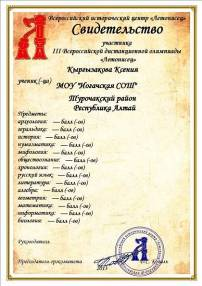 Всероссийский исторический центр «Летописец»
Свидетельство
участника
III Всероссийской дистанционной олимпиады
«Летописец»
Кыргызакова Ксения
ученик (-ца)
МОУ "Иогачская СОШ"
Турочакский район
Республика Алтай
Предметы:
археология: — балл (-ов)
геральдика: — балл (-ов)
история: — балл (-ов)
нумизматика: — балл (-ов)
мифология: — балл (-ов)
обществознание: — балл (-ов)
хронология: — балл (-ов)
русский язык: — балл (-ов)
литература: — балл (-ов)
алгебра: — балл (-ов)
геометрия: — балл (-ов)
математика: — балл (-ов)
информатика: — балл (-ов)
биология: — балл (-ов)
Руководитель
Председатель оргкомитета